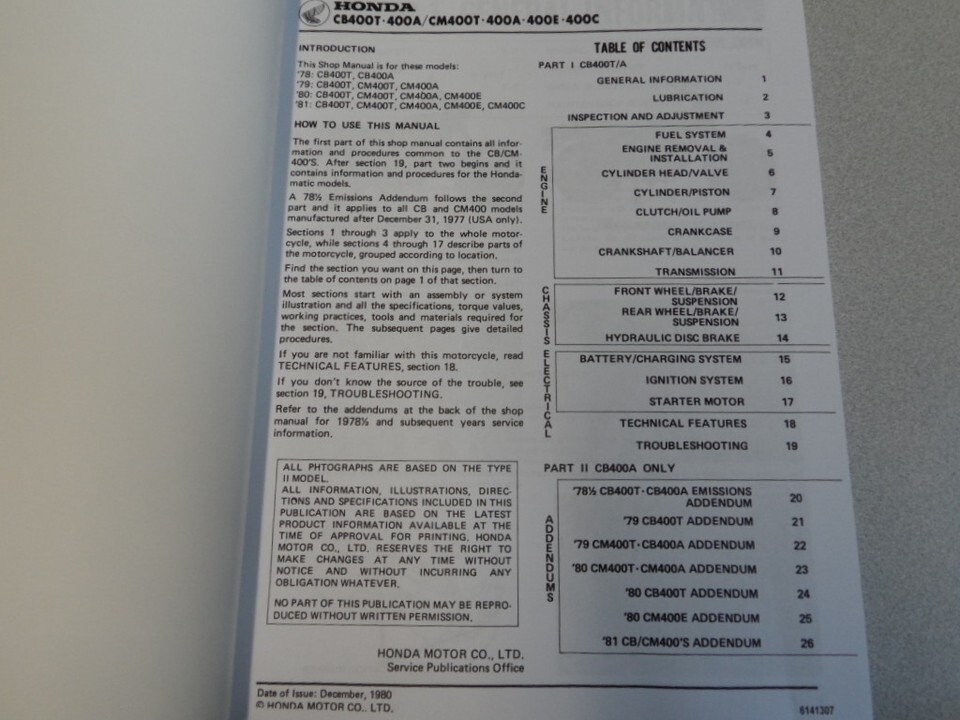 HONDA
CB400T·400A/CM400T·400A·400E·400C
INTRODUCTION
This Shop Manual is for these models:
'78: CB400T, CB400A
'79: CB400T, CM400T, CM400A
'80: CB400T, CM400T, CM400A, CM400E
'81: CB400T, CM400T, CM400A, CM400E, CM400C
HOW TO USE THIS MANUAL
The first part of this shop manual contains all infor-
mation and procedures common to the CB/CM-
400'S. After section 19, part two begins and it
contains information and procedures for the Honda-
matic models.
A 78½ Emissions Addendum follows the second
part and it applies to all CB and CM400 models
manufactured after December 31, 1977 (USA only).
Sections 1 through 3 apply to the whole motor-
cycle, while sections 4 through 17 describe parts of
the motorcycle, grouped according to location.
Find the section you want on this page, then turn to
the table of contents on page 1 of that section.
Most sections start with an assembly or system
illustration and all the specifications, torque values,
working practices, tools and materials required for
the section. The subsequent pages give detailed
procedures.
If you are not familiar with this motorcycle, read
TECHNICAL FEATURES, section 18.
If you don't know the source of the trouble, see
section 19, TROUBLESHOOTING.
Refer to the addendums at the back of the shop
manual for 1978½ and subsequent years service
information.
ALL PHTOGRAPHS ARE BASED ON THE TYPE
II MODEL.
ALL INFORMATION, ILLUSTRATIONS, DIREC-
TIONS AND SPECIFICATIONS INCLUDED IN THIS
PUBLICATION ARE BASED ON THE LATEST
PRODUCT INFORMATION AVAILABLE AT THE
TIME OF APPROVAL FOR PRINTING. HONDA
MOTOR CO., LTD. RESERVES THE RIGHT TO
MAKE CHANGES AT ANY TIME WITHOUT
NOTICE AND WITHOUT INCURRING ANY
OBLIGATION WHATEVER.
NO PART OF THIS PUBLICATION MAY BE REPRO-
DUCED WITHOUT WRITTEN PERMISSION.
HONDA MOTOR CO., LTD.
Service Publications Office
TABLE OF CONTENTS
PART I CB400T/A
GENERAL INFORMATION 1
LUBRICATION 2
INSPECTION AND ADJUSTMENT 3
ENGINE
FUEL SYSTEM 4
ENGINE REMOVAL &
INSTALLATION 5
CYLINDER HEAD/VALVE 6
CYLINDER/PISTON 7
CLUTCH/OIL PUMP 8
CRANKCASE 9
CRANKSHAFT/BALANCER 10
TRANSMISSION 11
CHASSIS
FRONT WHEEL/BRAKE/
SUSPENSION 12
REAR WHEEL/BRAKE/
SUSPENSION 13
HYDRAULIC DISC BRAKE 14
ELECTRICAL
BATTERY/CHARGING SYSTEM 15
IGNITION SYSTEM 16
STARTER MOTOR 17
TECHNICAL FEATURES 18
TROUBLESHOOTING 19
PART II CB400A ONLY
ADDENDUMS
'78½ CB400T·CB400A EMISSIONS
ADDENDUM 20
'79 CB400T ADDENDUM 21
'79 CM400T·CB400A ADDENDUM 22
'80 CM400T·CM400A ADDENDUM 23
'80 CB400T ADDENDUM 24
'80 CM400E ADDENDUM 25
'81 CB/CM400'S ADDENDUM 26
Date of Issue: December, 1980
© HONDA MOTOR CO., LTD.
6141307